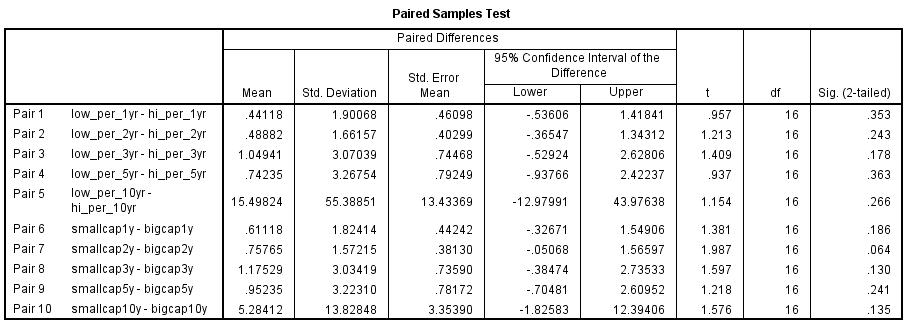 Paired Samples Test
Paired Differences
95% Confidence Interval of the
Difference
Std. Error
Mean
Mean Std. Deviation Lower Upper t df Sig. (2-tailed)
Pair 1 low_per_1yr - hi_per_1yr .44118 1.90068 .46098 -.53606 1.41841 .957 16 .353
Pair 2 low_per_2yr - hi_per_2yr .48882 1.66157 .40299 -.36547 1.34312 1.213 16 .243
Pair 3 low_per_3yr - hi_per_3yr 1.04941 3.07039 .74468 -.52924 2.62806 1.409 16 .178
Pair 4 low_per_5yr - hi_per_5yr .74235 3.26754 .79249 -.93766 2.42237 .937 16 .363
Pair 5 low_per_10yr -
hi_per_10yr 15.49824 55.38851 13.43369 -12.97991 43.97638 1.154 16 .266
Pair 6 smallcap1y - bigcap1y .61118 1.82414 .44242 -.32671 1.54906 1.381 16 .186
Pair 7 smallcap2y - bigcap2y .75765 1.57215 .38130 -.05068 1.56597 1.987 16 .064
Pair 8 smallcap3y - bigcap3y 1.17529 3.03419 .73590 -.38474 2.73533 1.597 16 .130
Pair 9 smallcap5y - bigcap5y .95235 3.22310 .78172 -.70481 2.60952 1.218 16 .241
Pair 10 smallcap10y - bigcap10y 5.28412 13.82848 3.35390 -1.82583 12.39406 1.576 16 .135